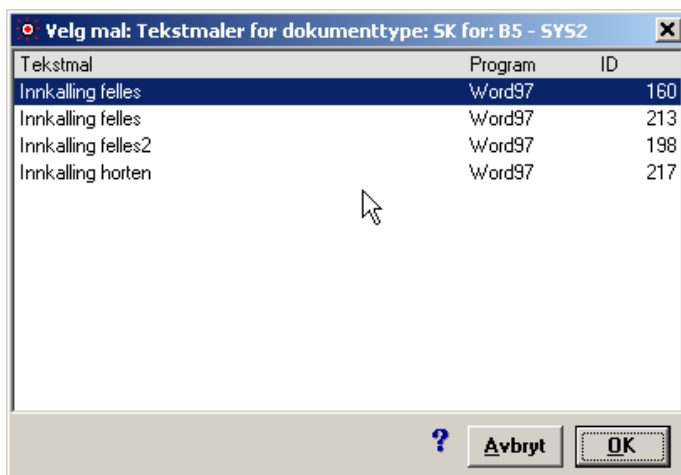 Velg mal: Tekstmaler for dokumenttype: SK for: B5 - SYS2
Tekstmal Program ID
Innkalling felles Word97 160
Innkalling felles Word97 213
Innkalling felles2 Word97 198
Innkalling horten Word97 217
? Avbryt OK